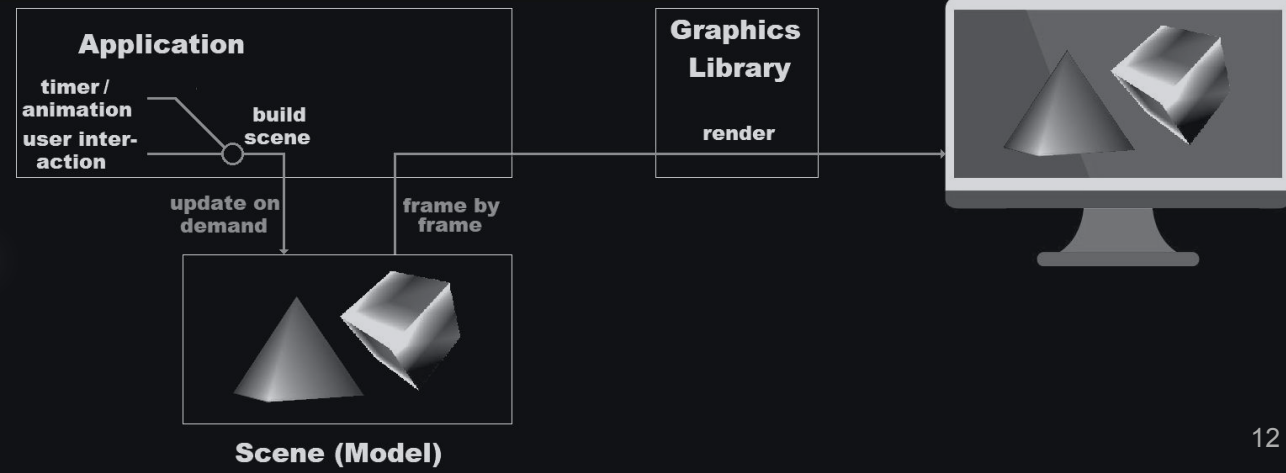 Application
timer /
animation
user inter-
action
build
scene
update on
demand
frame by
frame
Scene (Model)
Graphics
Library
render
12